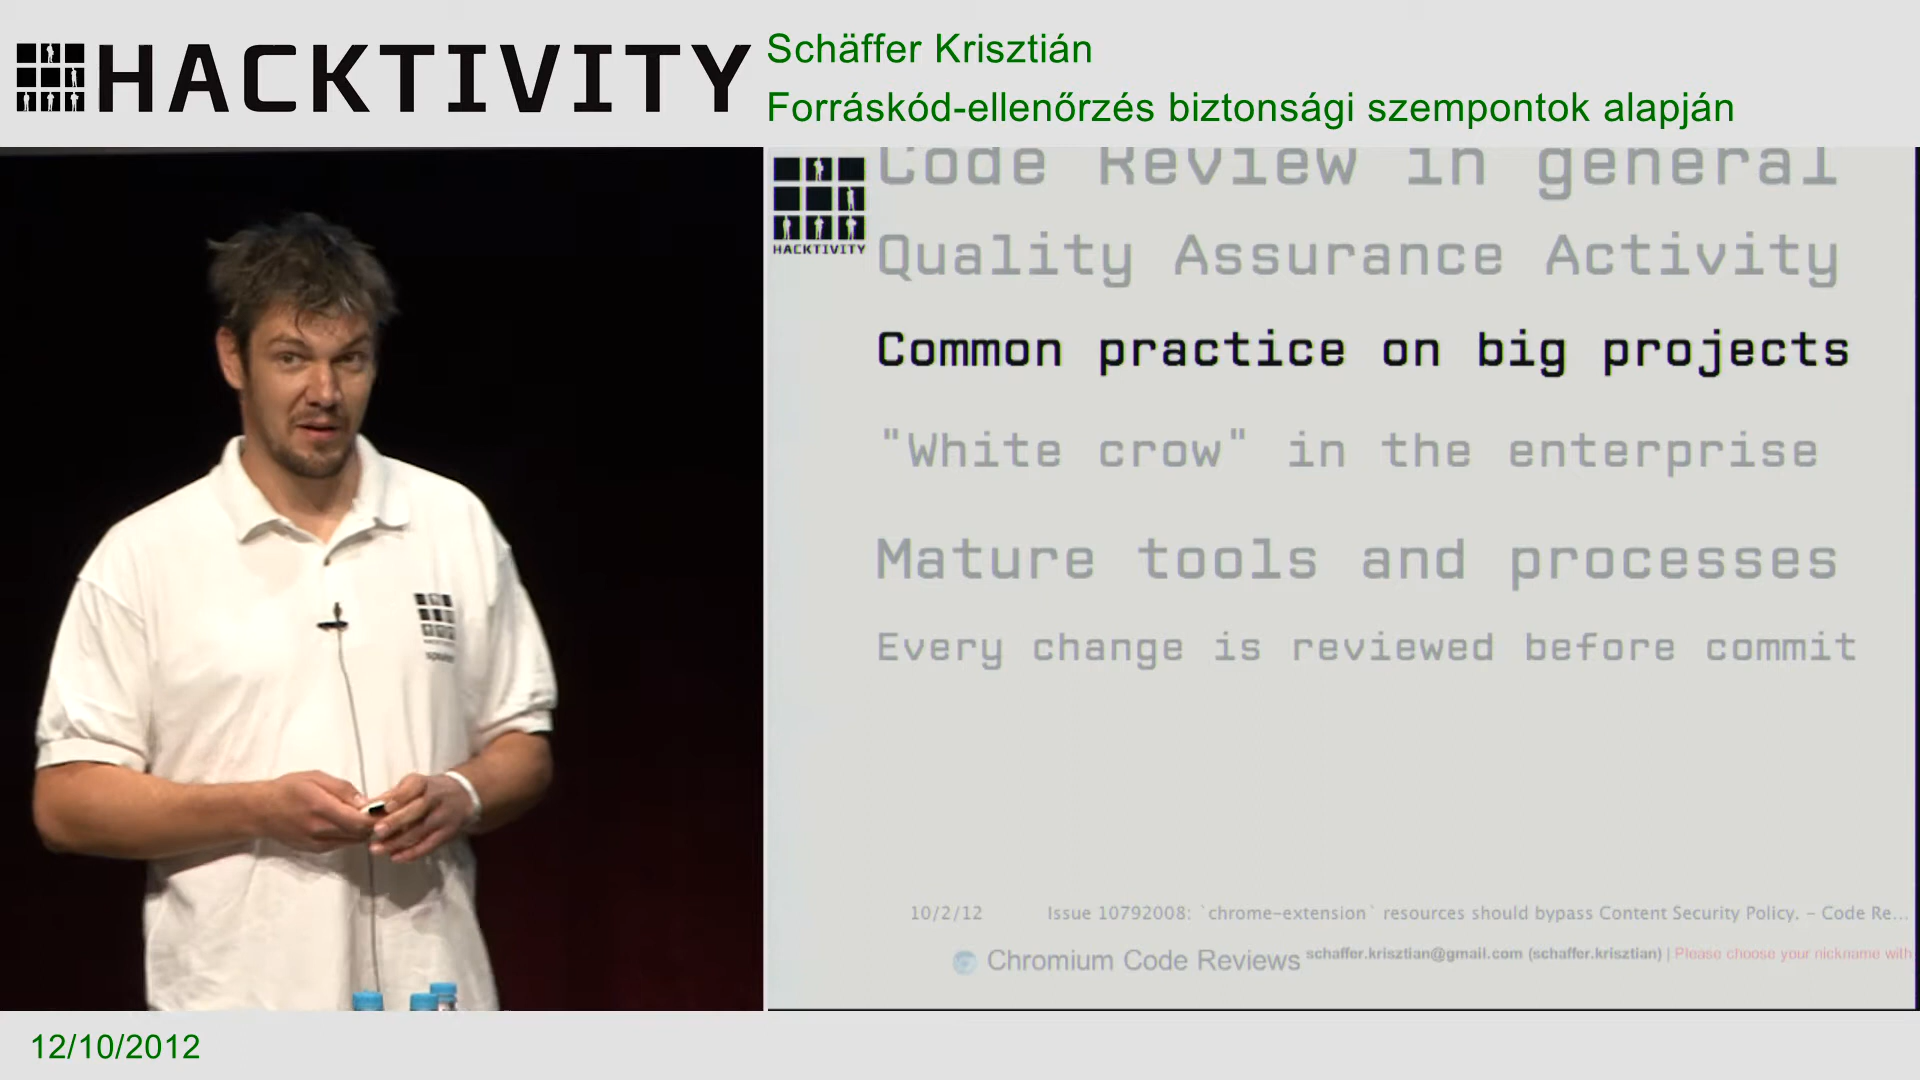 HACKTIVITY
Schäffer Krisztián
Forráskód-ellenőrzés biztonsági szempontok alapján
HACKTIVITY
Code Review in general
Quality Assurance Activity
Common practice on big projects
"White crow" in the enterprise
Mature tools and processes
Every change is reviewed before commit
10/2/12 Issue 10792008: `chrome-extension` resources should bypass Content Security Policy. - Code Re...
Chromium Code Reviews schaffer.krisztian@gmail.com (schaffer.krisztian) | Please choose your nickname with
12/10/2012